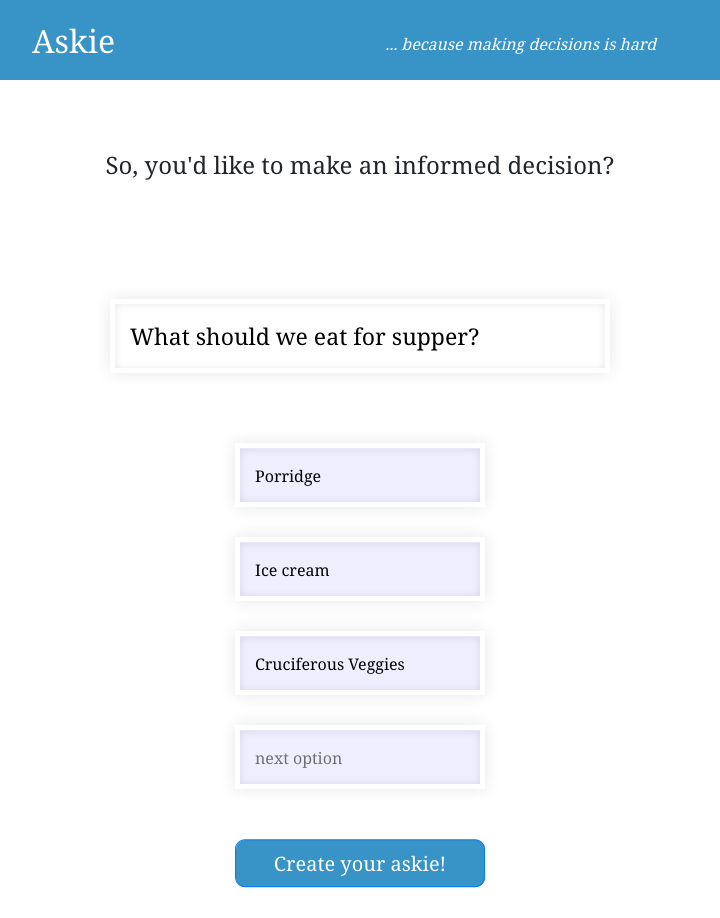 Askie
... because making decisions is hard
So, you'd like to make an informed decision?
What should we eat for supper?
Porridge
Ice cream
Cruciferous Veggies
next option
Create your askie!